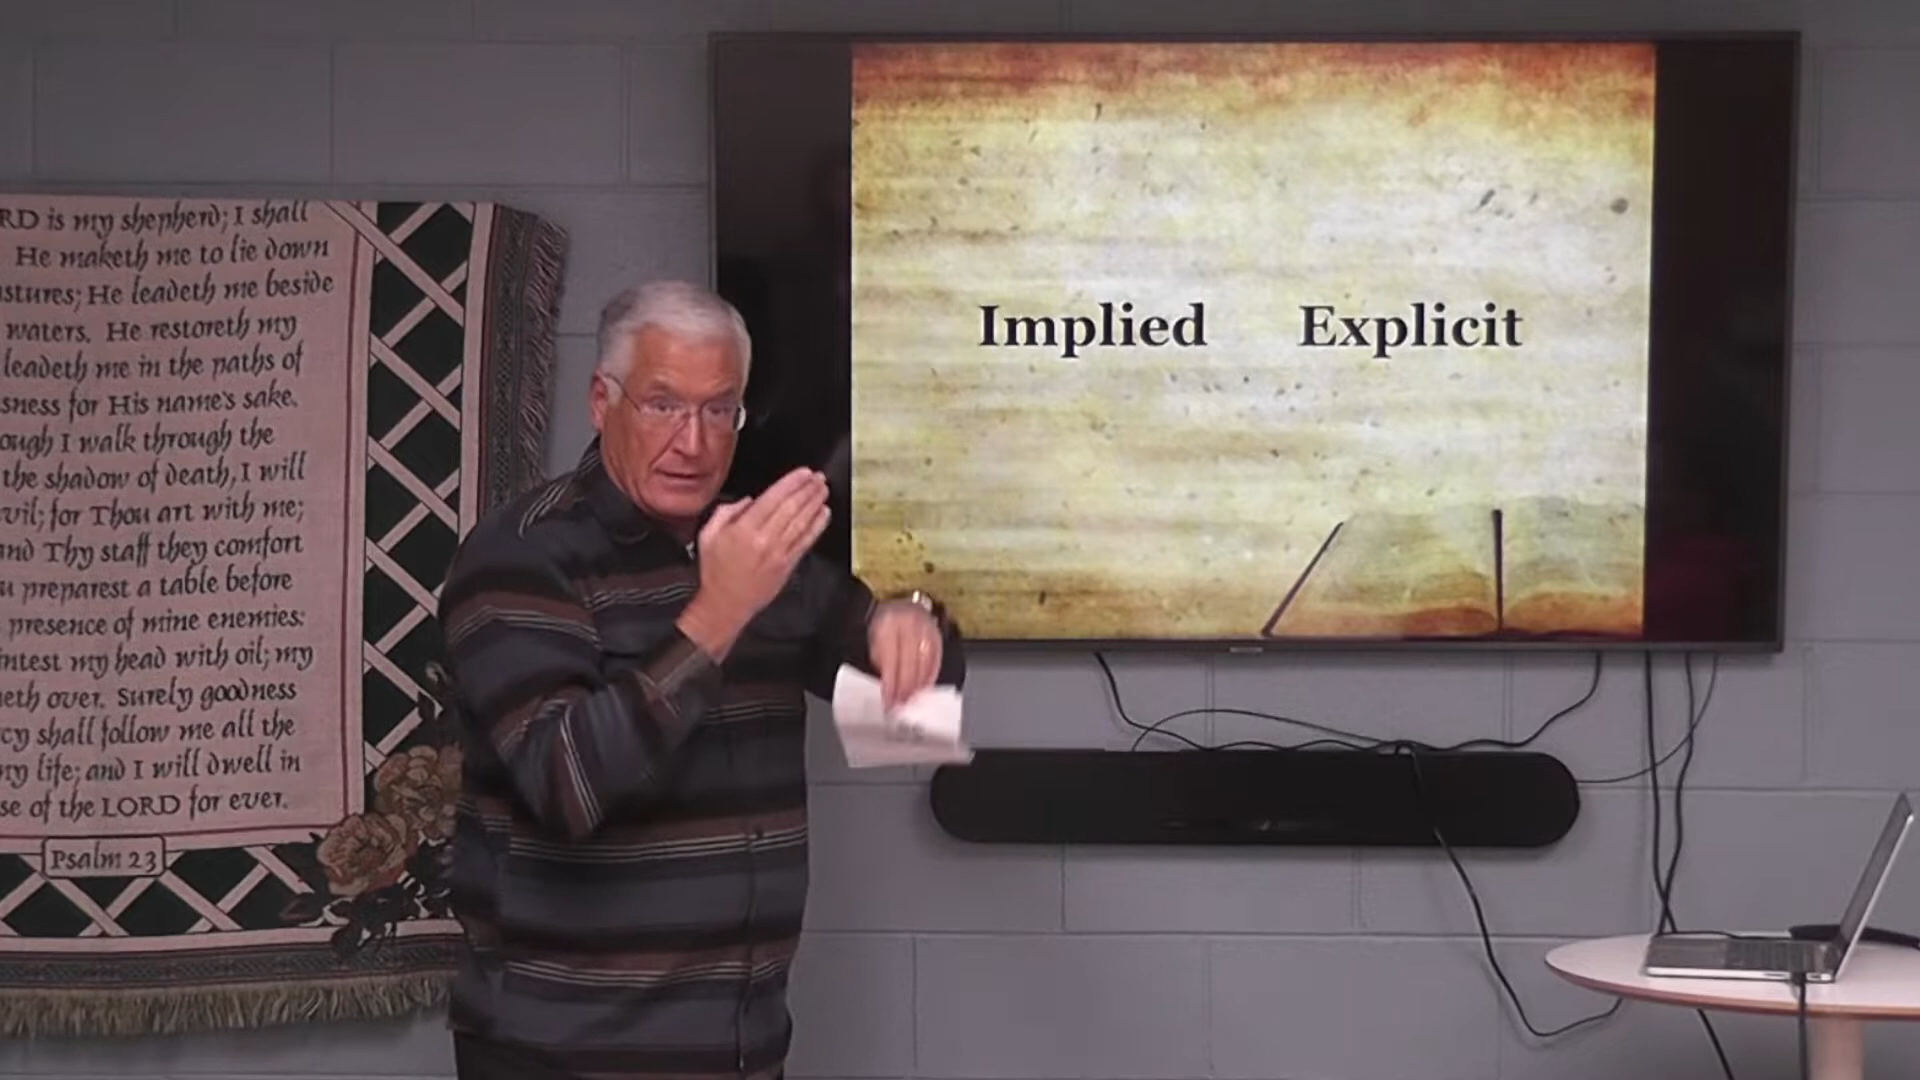 RD is my shepherd; I shall
He maketh me to lie down
stures; He leadeth me beside
waters. He restoreth my
leadeth me in the paths of
sness for His name's sake.
ough I walk through the
the shadow of death, I will
vil; for Thou art with me;
and Thy staff they comfort
u preparest a table before
presence of mine enemies:
intest my head with oil; my
eth over. Surely goodness
cy shall follow me all the
my life; and I will dwell in
se of the LORD for ever.
Psalm 23
Implied Explicit